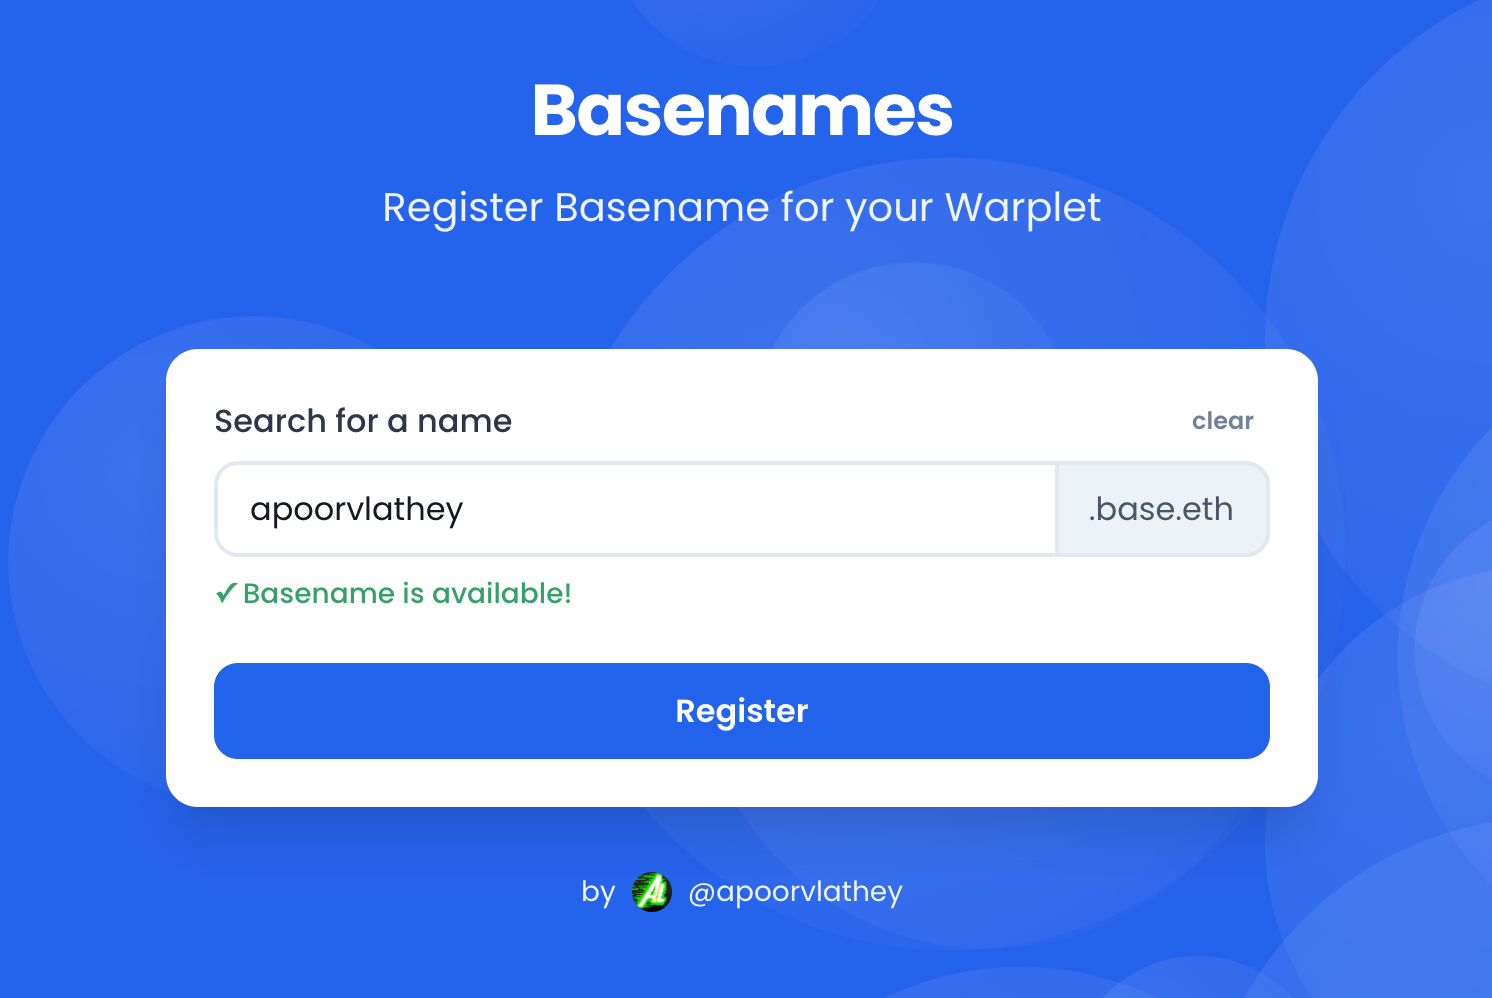 Basenames
Register Basename for your Warplet
Search for a name
clear
apoorvlathey
.base.eth
✓ Basename is available!
Register
by AL @apoorvlathey